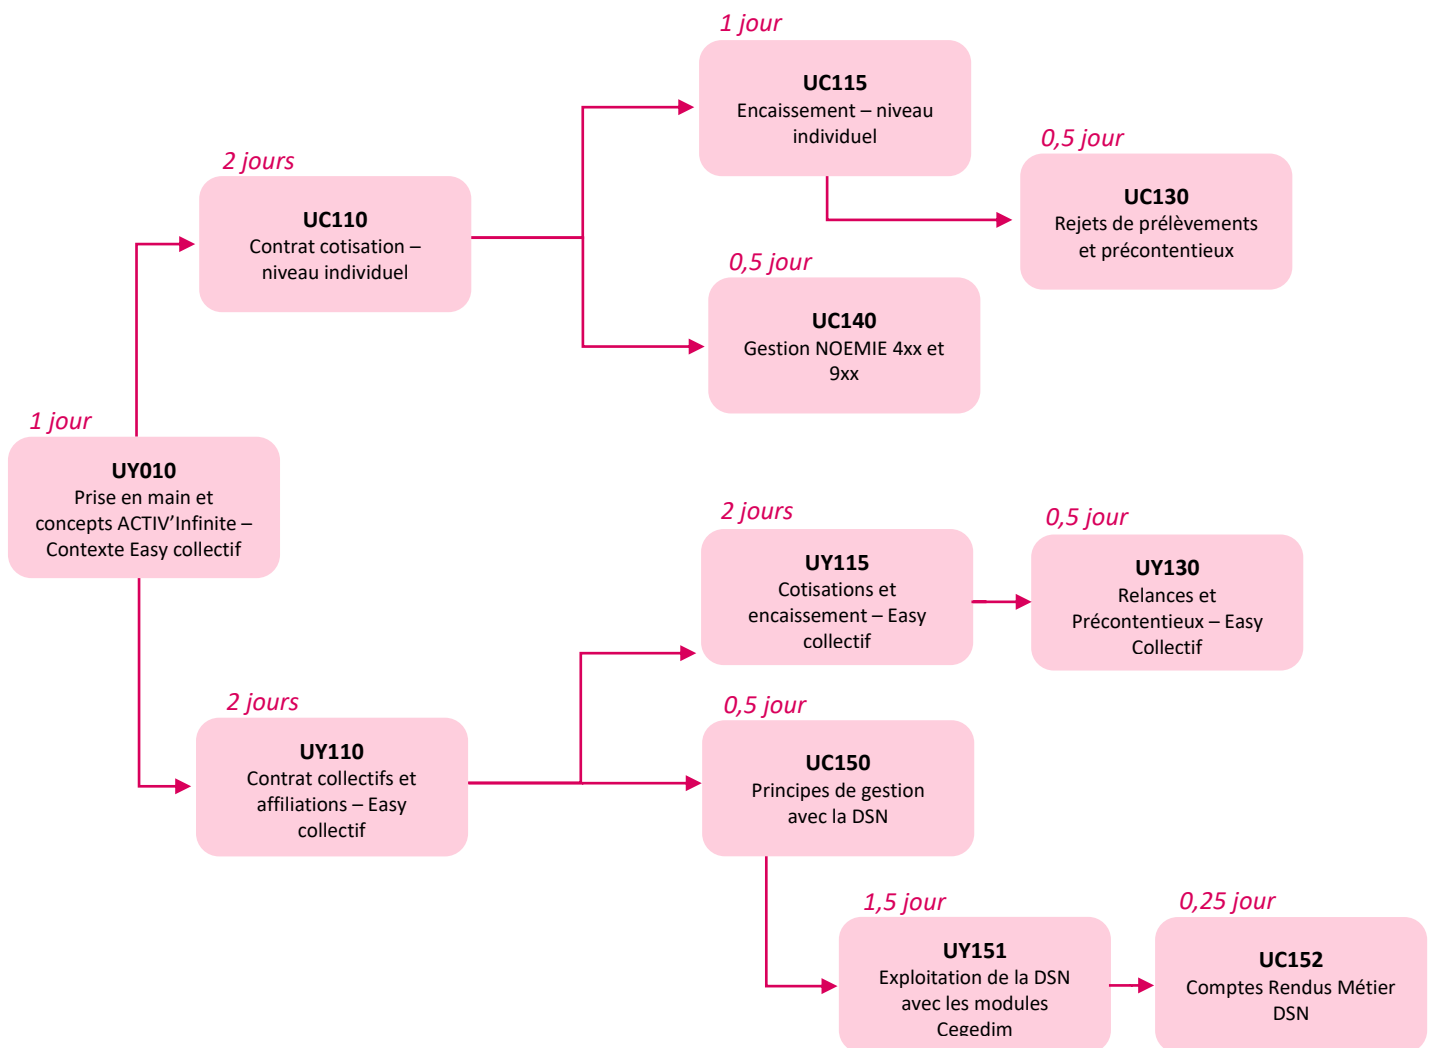 1 jour
UC115
Encaissement – niveau
individuel
0,5 jour
UC130
Rejets de prélèvements
et précontentieux
2 jours
UC110
Contrat cotisation –
niveau individuel
0,5 jour
UC140
Gestion NOEMIE 4xx et
9xx
1 jour
UY010
Prise en main et
concepts ACTIV’Infinite –
Contexte Easy collectif
2 jours
UY115
Cotisations et
encaissement – Easy
collectif
0,5 jour
UY130
Relances et
Précontentieux – Easy
Collectif
2 jours
UY110
Contrat collectifs et
affiliations – Easy
collectif
0,5 jour
UC150
Principes de gestion
avec la DSN
1,5 jour
UY151
Exploitation de la DSN
avec les modules
Cegedim
0,25 jour
UC152
Comptes Rendus Métier
DSN